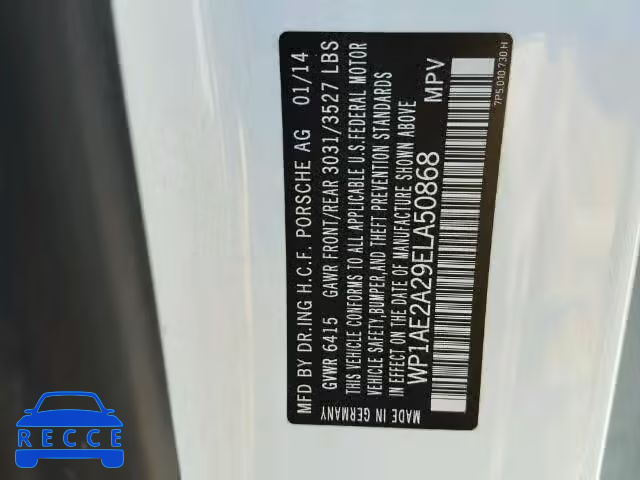 MFD BY DR.ING H.C.F. PORSCHE AG 01/14
GVWR 6415 GAWR FRONT/REAR 3031/3527 LBS
THIS VEHICLE CONFORMS TO ALL APPLICABLE U.S.FEDERAL MOTOR
VEHICLE SAFETY,BUMPER,AND THEFT PREVENTION STANDARDS
IN EFFECT ON THE DATE OF MANUFACTURE SHOWN ABOVE
WP1AE2A29ELA50868 MPV
MADE IN GERMANY
7P5.010.730.H
RECCE